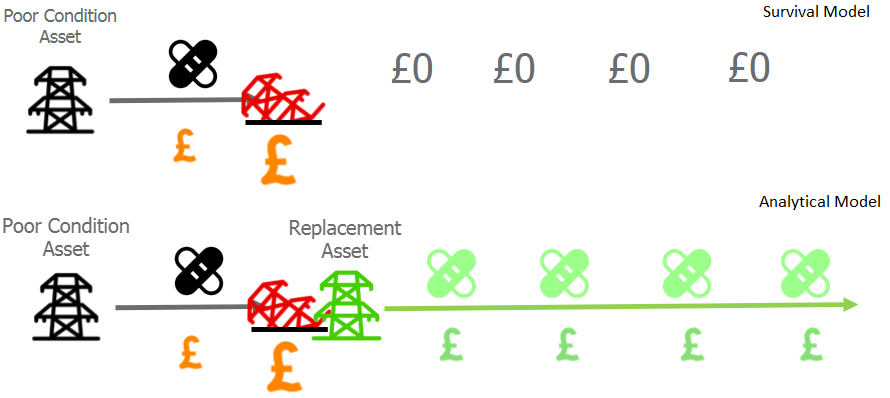 Survival Model
Poor Condition
Asset
£0 £0 £0 £0
£ £
Analytical Model
Poor Condition
Asset
Replacement
Asset
£ £ £ £ £ £